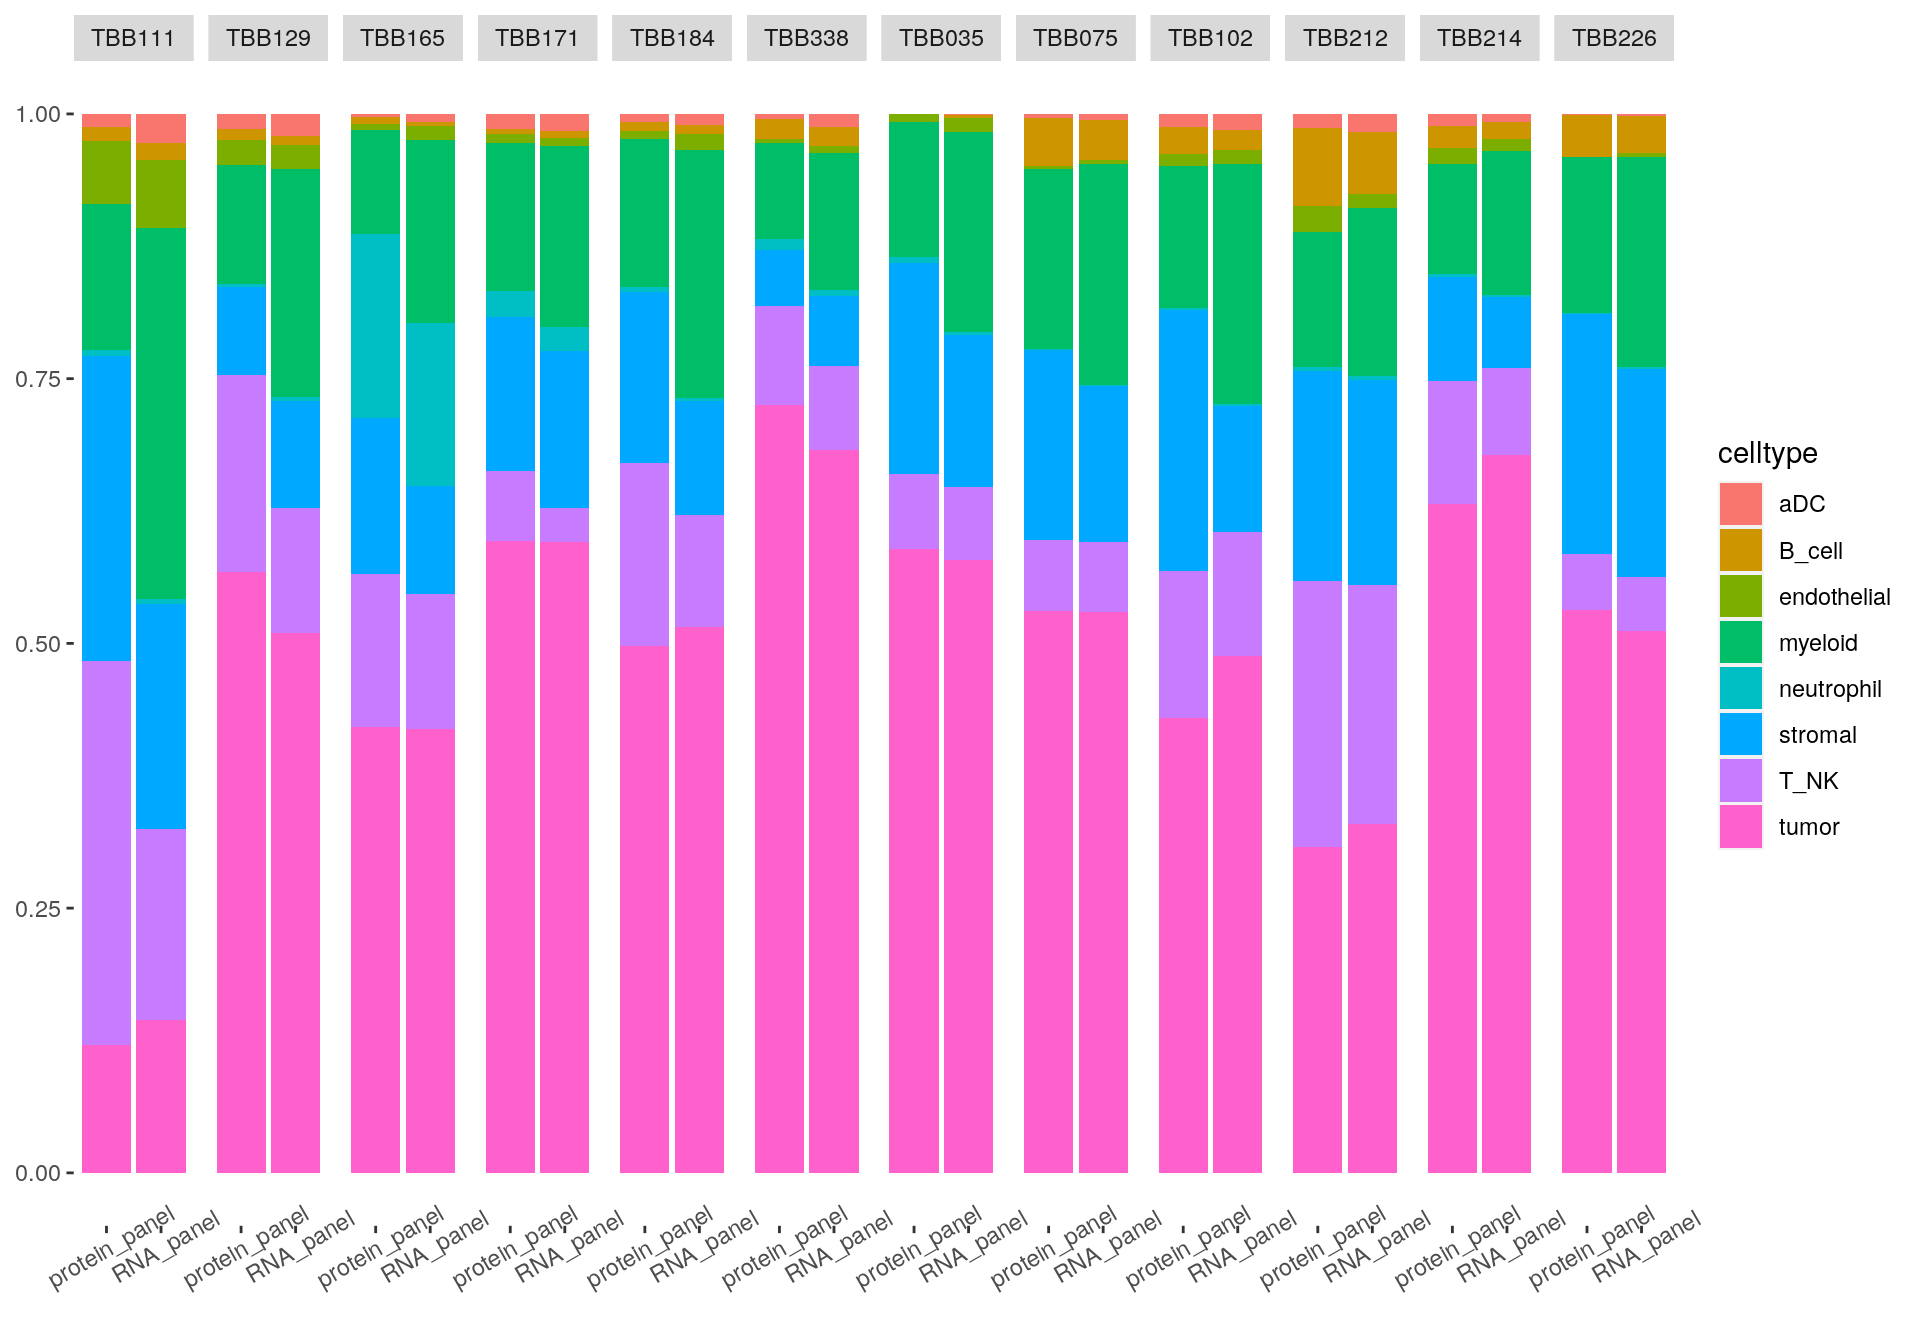 TBB111 TBB129 TBB165 TBB171 TBB184 TBB338 TBB035 TBB075 TBB102 TBB212 TBB214 TBB226
1.00
0.75
0.50
0.25
0.00
celltype
aDC
B_cell
endothelial
myeloid
neutrophil
stromal
T_NK
tumor
protein_panel RNA_panel protein_panel RNA_panel protein_panel RNA_panel protein_panel RNA_panel protein_panel RNA_panel protein_panel RNA_panel protein_panel RNA_panel protein_panel RNA_panel protein_panel RNA_panel protein_panel RNA_panel protein_panel RNA_panel protein_panel RNA_panel